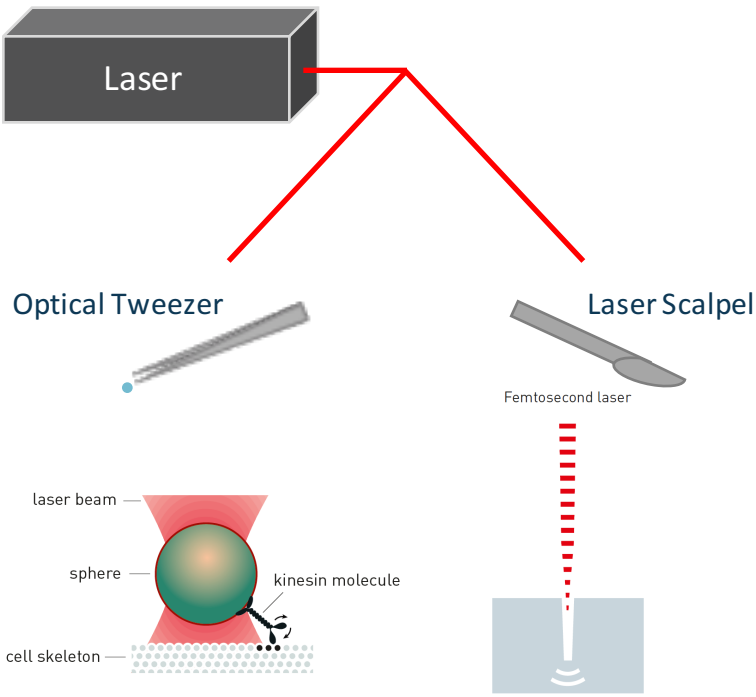 Laser
Optical Tweezer
Laser Scalpel
Femtosecond laser
laser beam
sphere
kinesin molecule
cell skeleton